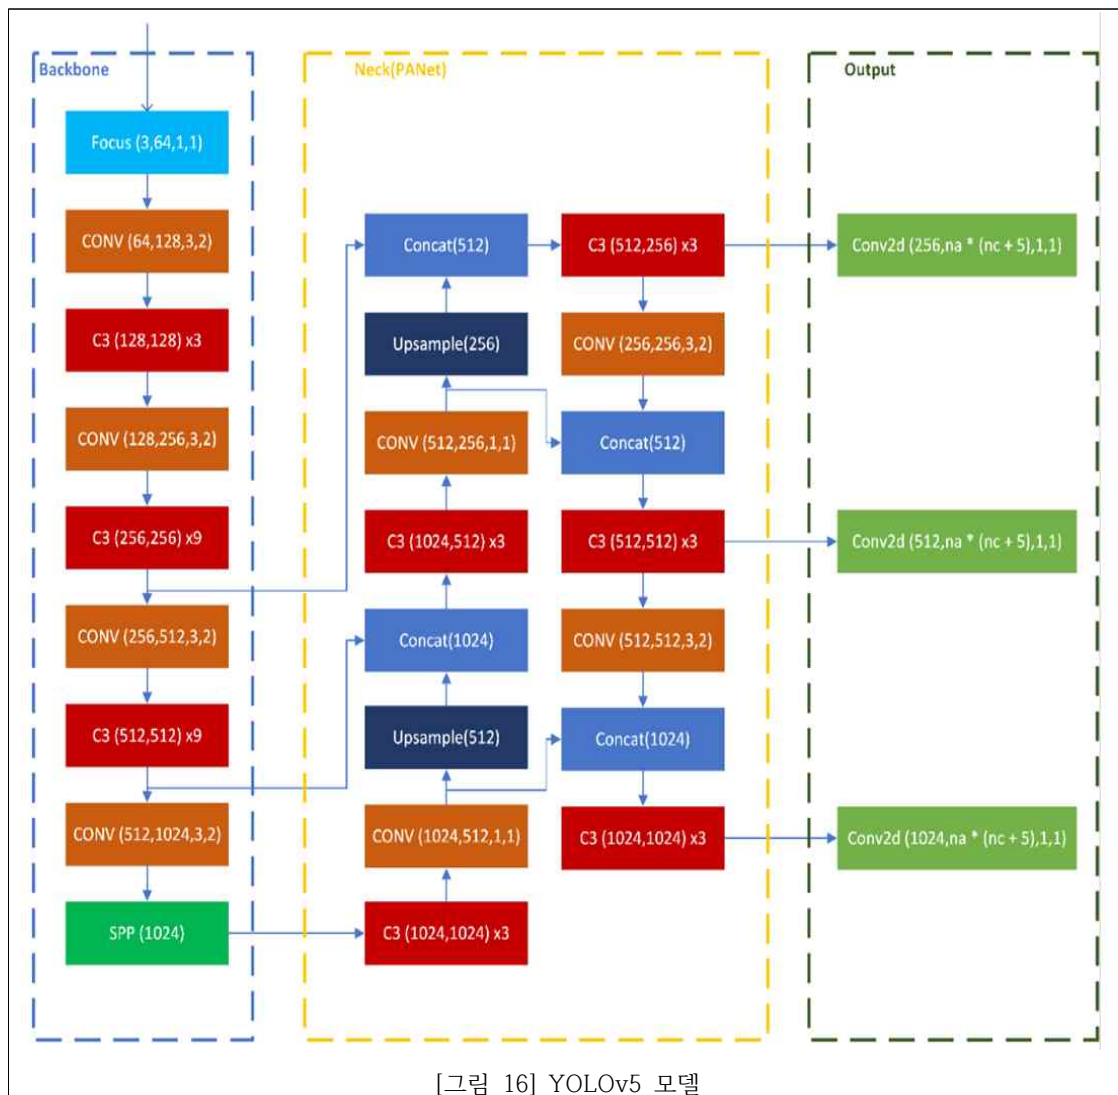 Backbone
Focus (3,64,1,1)
CONV (64,128,3,2)
C3 (128,128) x3
CONV (128,256,3,2)
C3 (256,256) x9
CONV (256,512,3,2)
C3 (512,512) x9
CONV (512,1024,3,2)
SPP (1024)
Neck(PANet)
Concat(512)
Upsample(256)
CONV (512,256,1,1)
C3 (1024,512) x3
Concat(1024)
Upsample(512)
CONV (1024,512,1,1)
C3 (1024,1024) x3
C3 (512,256) x3
CONV (256,256,3,2)
Concat(512)
C3 (512,512) x3
CONV (512,512,3,2)
Concat(1024)
C3 (1024,1024) x3
Output
Conv2d (256,na * (nc + 5),1,1)
Conv2d (512,na * (nc + 5),1,1)
Conv2d (1024,na * (nc + 5),1,1)
[그림 16] YOLOv5 모델